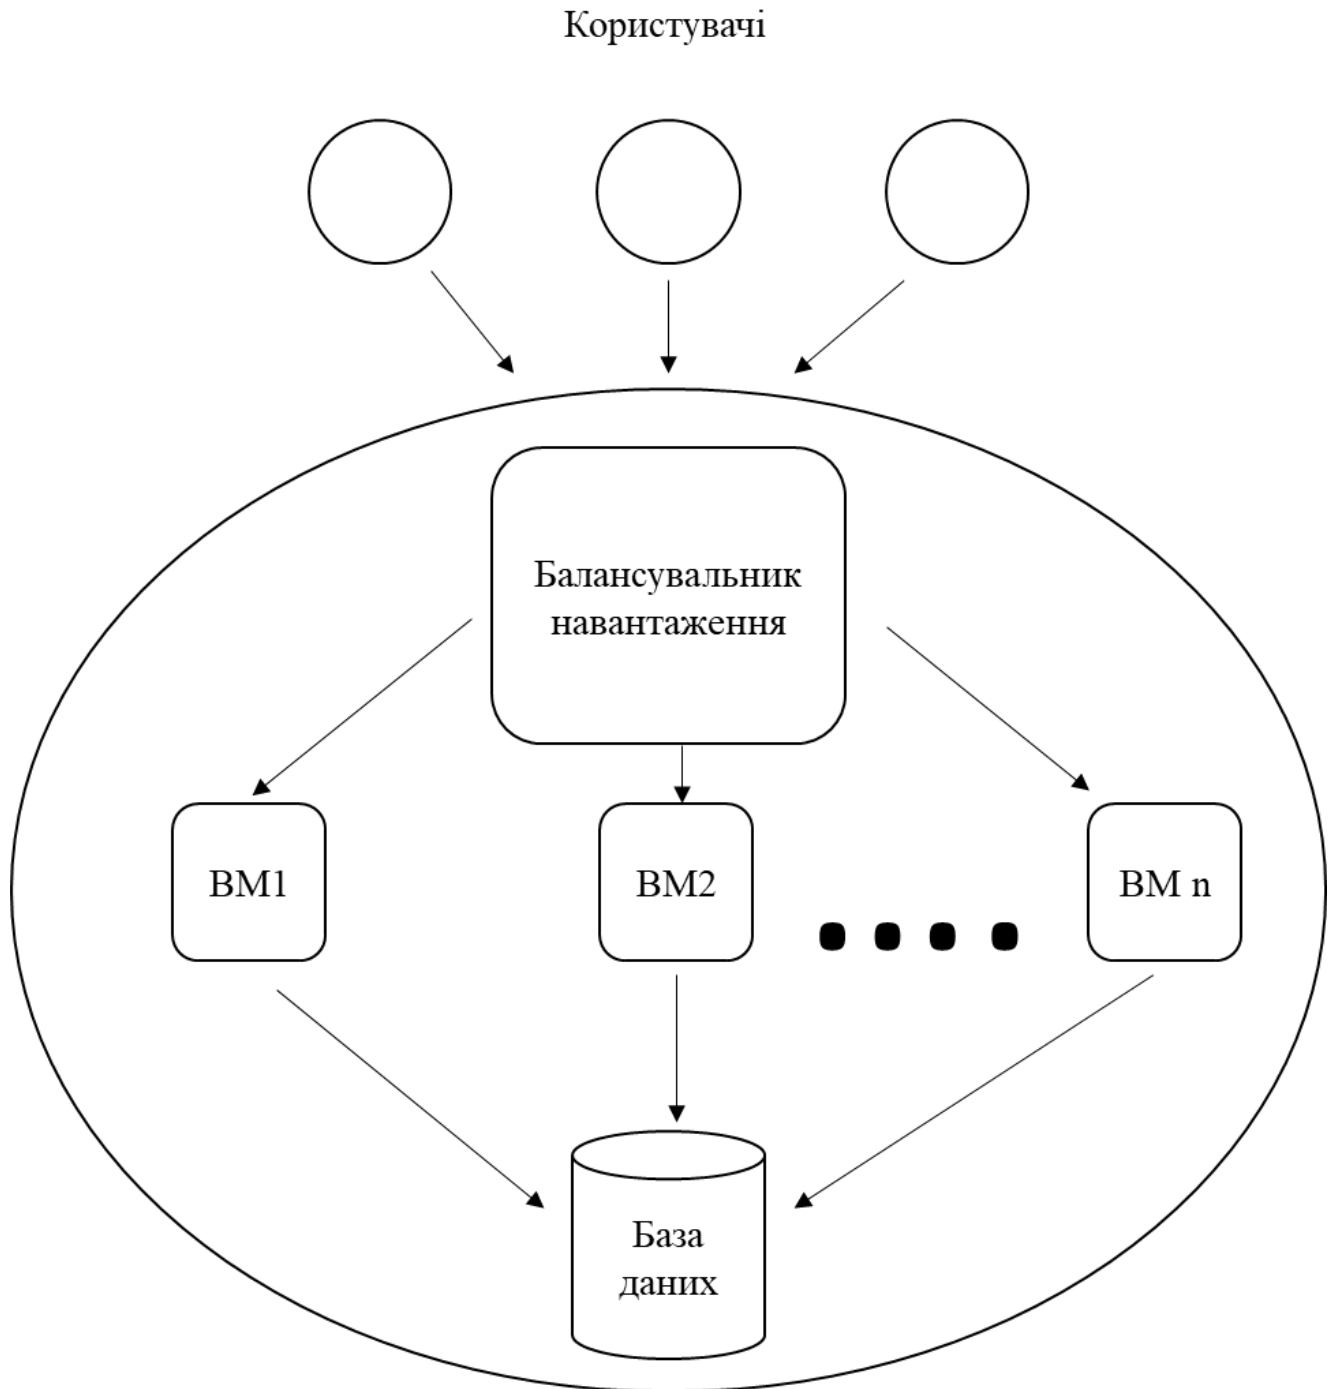 Користувачі
Балансувальник
навантаження
ВМ1
ВМ2
ВМ n
База
даних